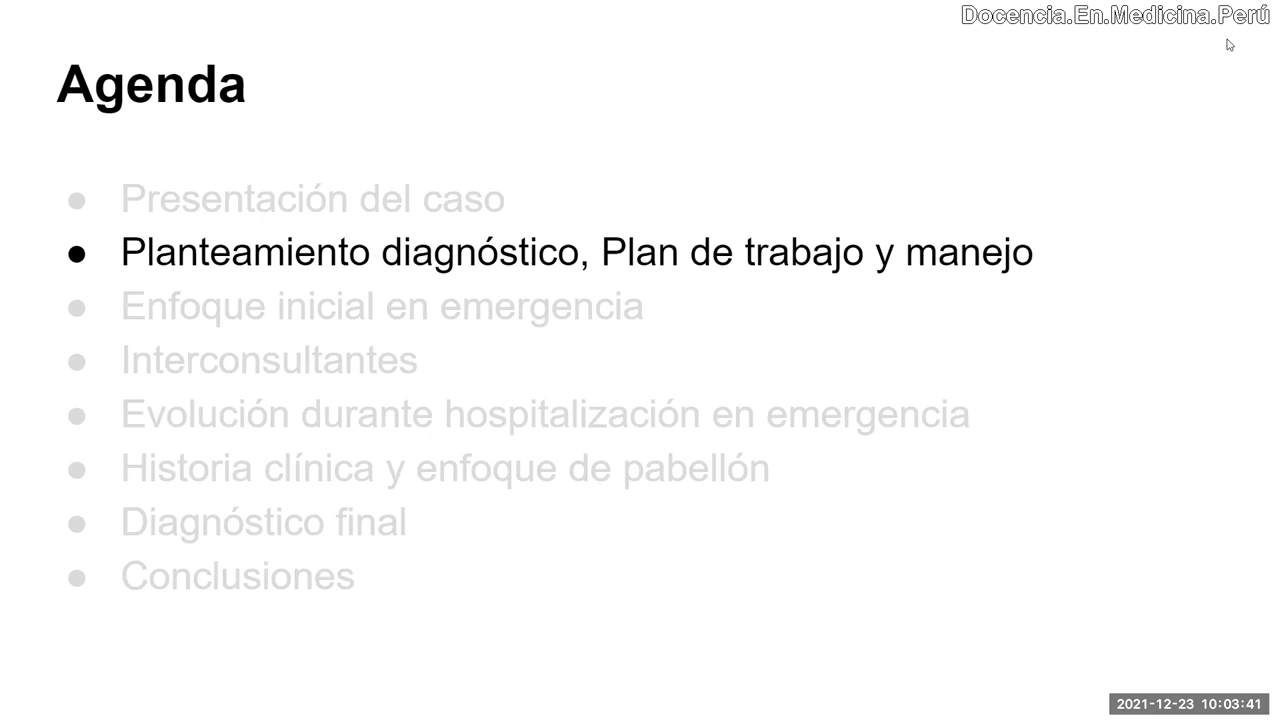 Docencia.En.Medicina.Perú
Agenda
● Presentación del caso
● Planteamiento diagnóstico, Plan de trabajo y manejo
● Enfoque inicial en emergencia
● Interconsultantes
● Evolución durante hospitalización en emergencia
● Historia clínica y enfoque de pabellón
● Diagnóstico final
● Conclusiones
2021-12-23 10:03:41